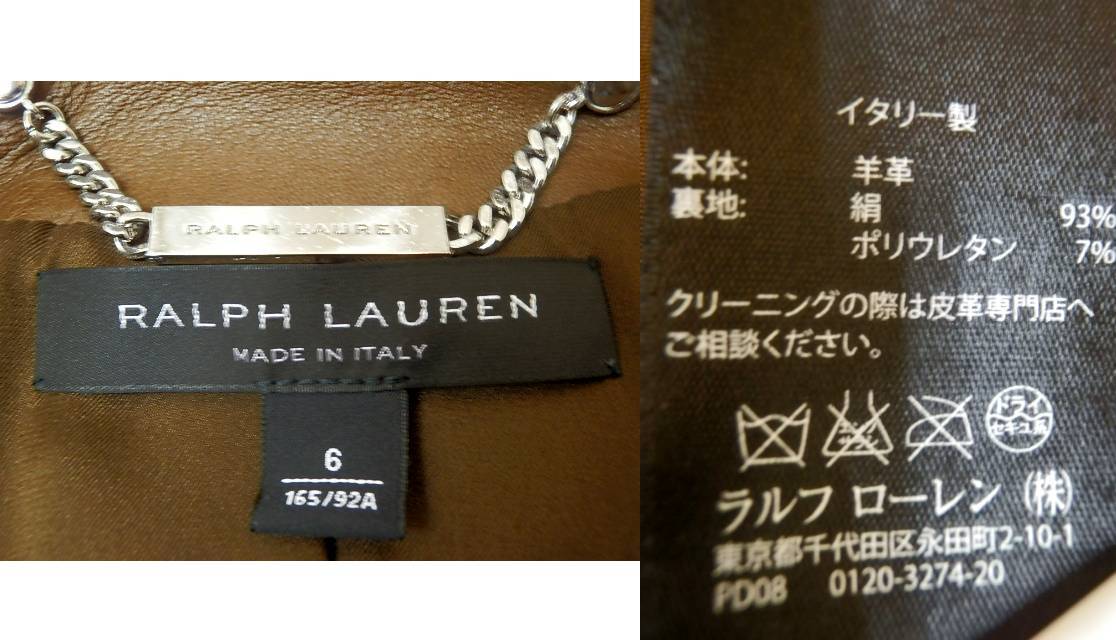 RALPH LAUREN
RALPH LAUREN
MADE IN ITALY
6
165/92A
イタリー製
本体: 羊革
裏地: 絹 93%
ポリウレタン 7%
クリーニングの際は皮革専門店へ
ご相談ください。
ドライ
セキユ系
ラルフ ローレン (株)
東京都千代田区永田町2-10-1
PD08 0120-3274-20